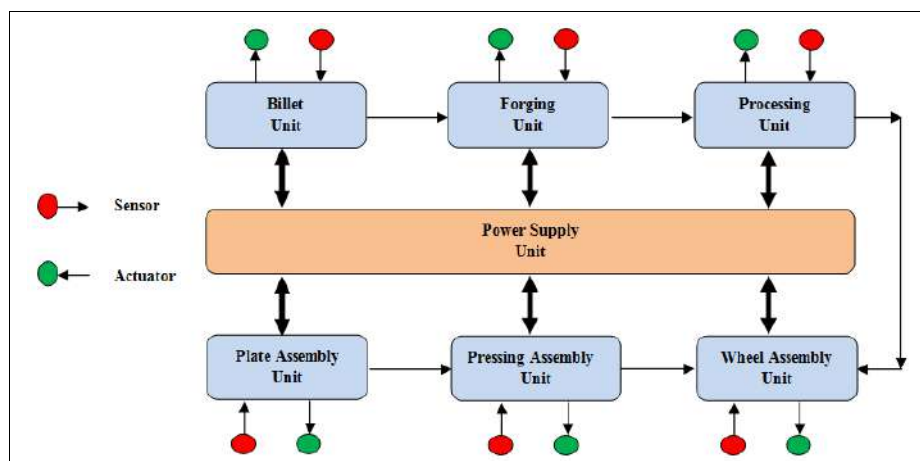 Billet
Unit
Forging
Unit
Processing
Unit
Sensor
Power Supply
Unit
Actuator
Plate Assembly
Unit
Pressing Assembly
Unit
Wheel Assembly
Unit